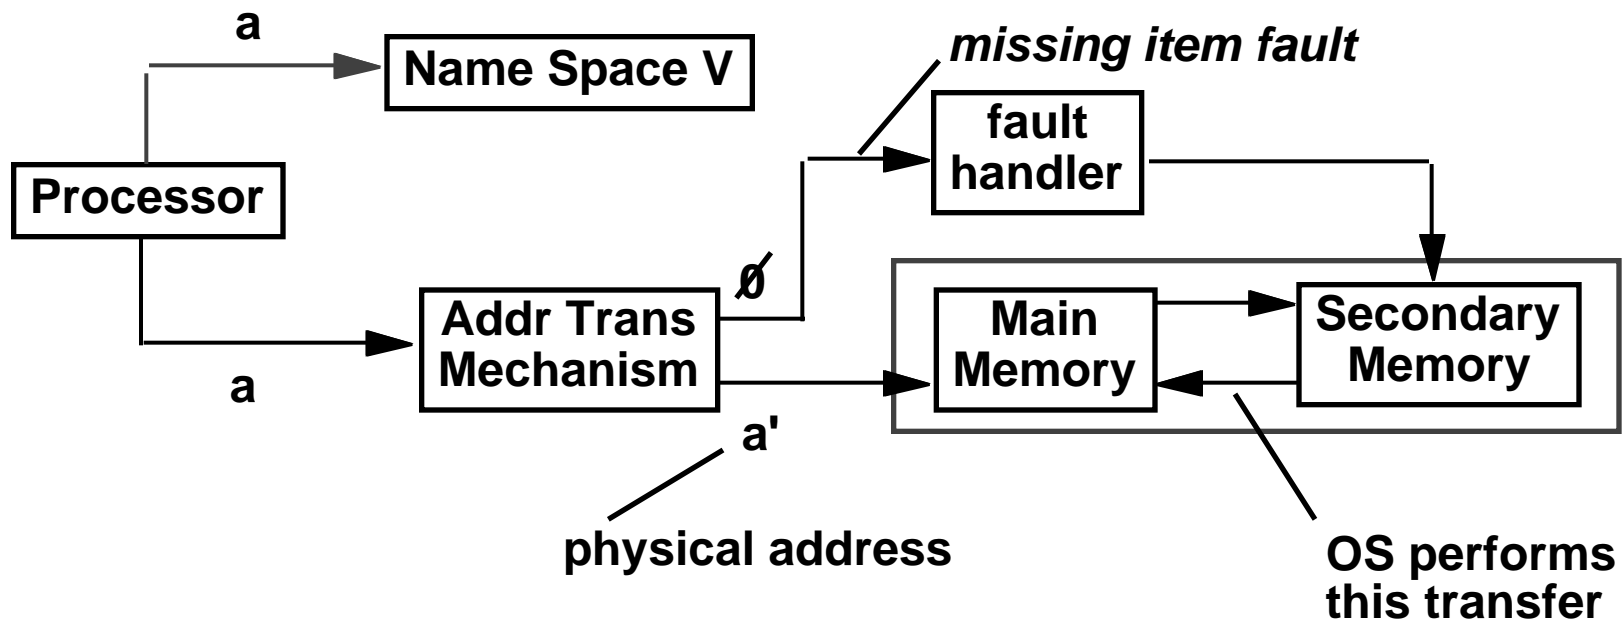 a
Name Space V
missing item fault
fault
handler
Processor
Ø
Addr Trans
Mechanism
Main
Memory
Secondary
Memory
a
a'
physical address
OS performs
this transfer